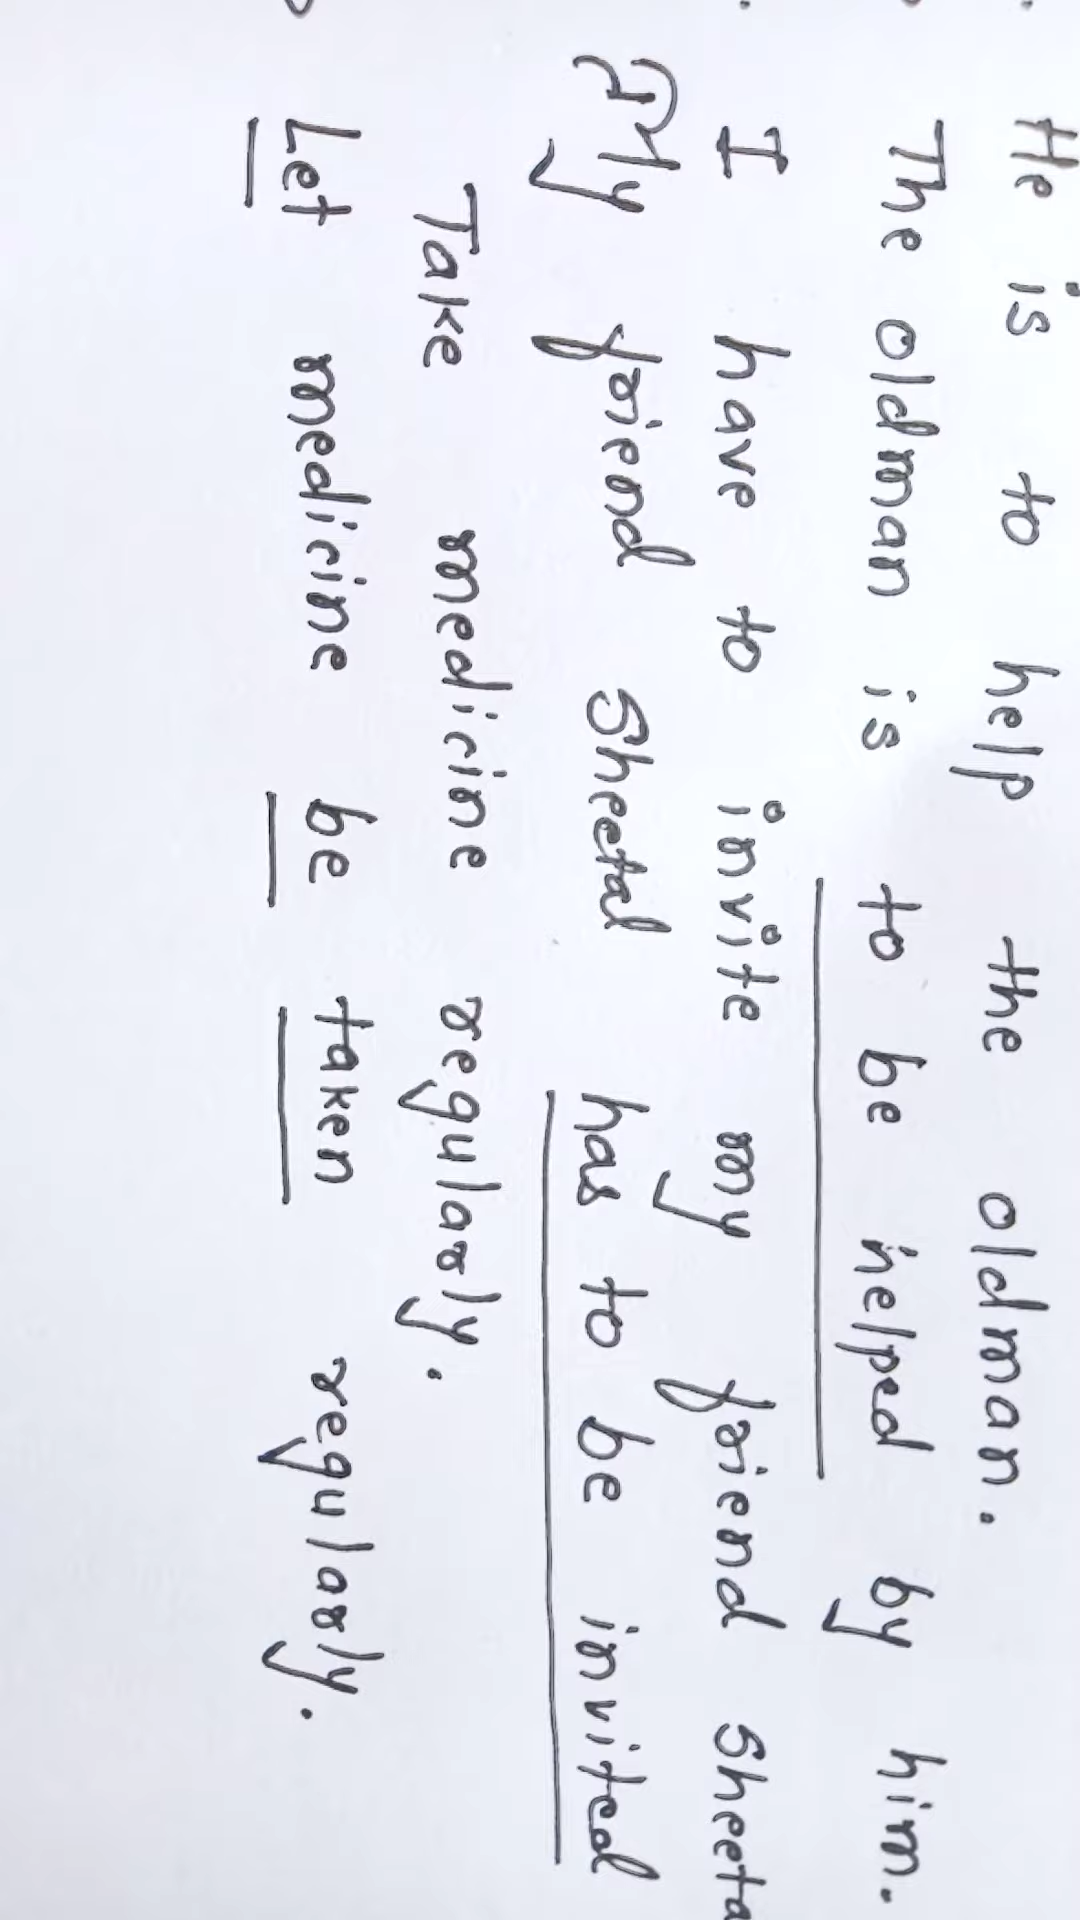 He is to help the oldman.
The oldman is to be helped by him.
I have to invite my friend Sheeta
My friend Sheetal has to be invited
Take medicine regularly.
Let medicine be taken regularly.